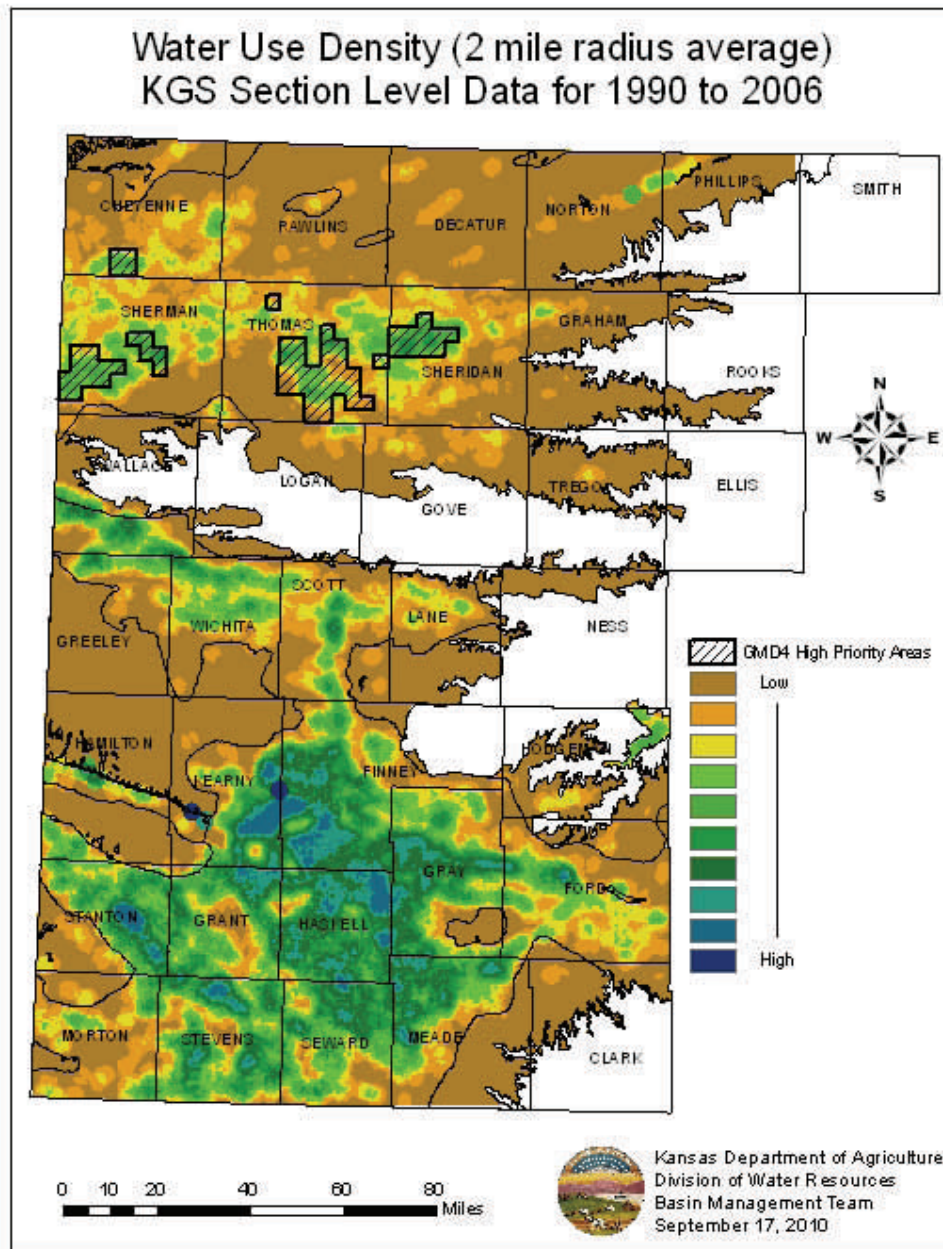 Water Use Density (2 mile radius average)
KGS Section Level Data for 1990 to 2006
CHEYENNE
RAWLINS
DECATUR
NORTON
PHILLIPS
SMITH
SHERMAN
THOMAS
SHERIDAN
GRAHAM
ROOKS
N
W
E
S
WALLACE
LOGAN
GOVE
TREGO
ELLIS
GREELEY
WICHITA
SCOTT
LANE
NESS
GMD4 High Priority Areas
Low
High
HAMILTON
KEARNY
FINNEY
HODGEMAN
STANTON
GRANT
HASKELL
GRAY
FORD
MORTON
STEVENS
SEWARD
MEADE
CLARK
0 10 20 40 60 80
Miles
Kansas Department of Agriculture
Division of Water Resources
Basin Management Team
September 17, 2010